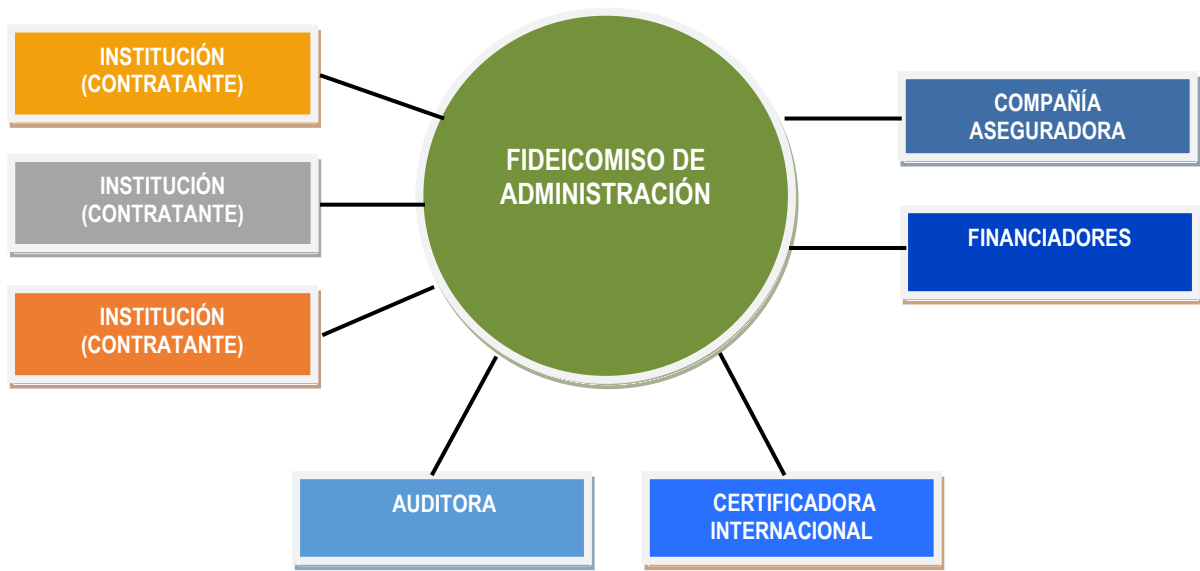 INSTITUCIÓN
(CONTRATANTE)
INSTITUCIÓN
(CONTRATANTE)
INSTITUCIÓN
(CONTRATANTE)
FIDEICOMISO DE
ADMINISTRACIÓN
COMPAÑÍA
ASEGURADORA
FINANCIADORES
AUDITORA
CERTIFICADORA
INTERNACIONAL